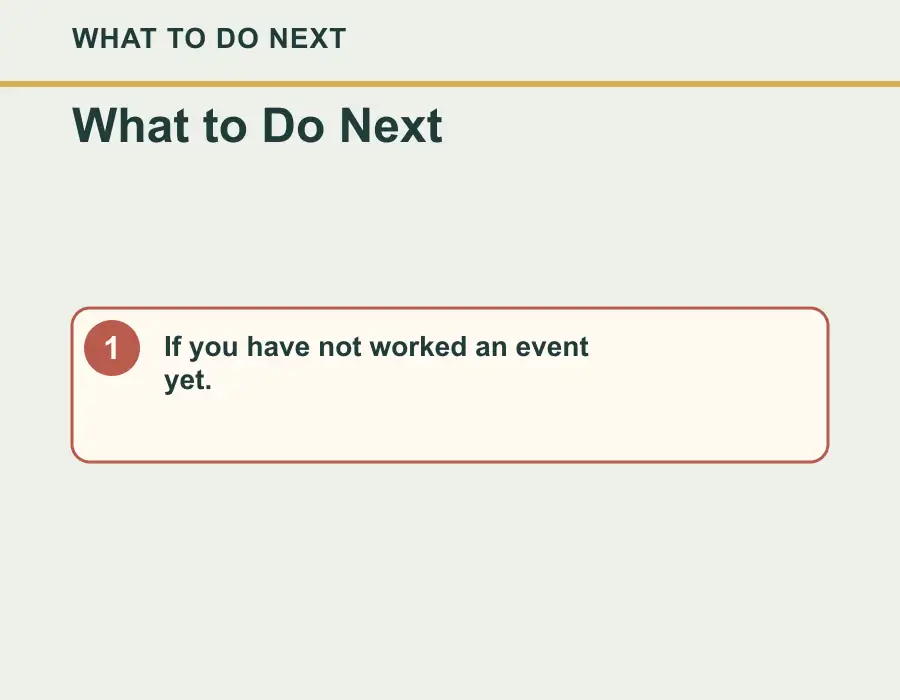 WHAT TO DO NEXT
What to Do Next
1
If you have not worked an event
yet.